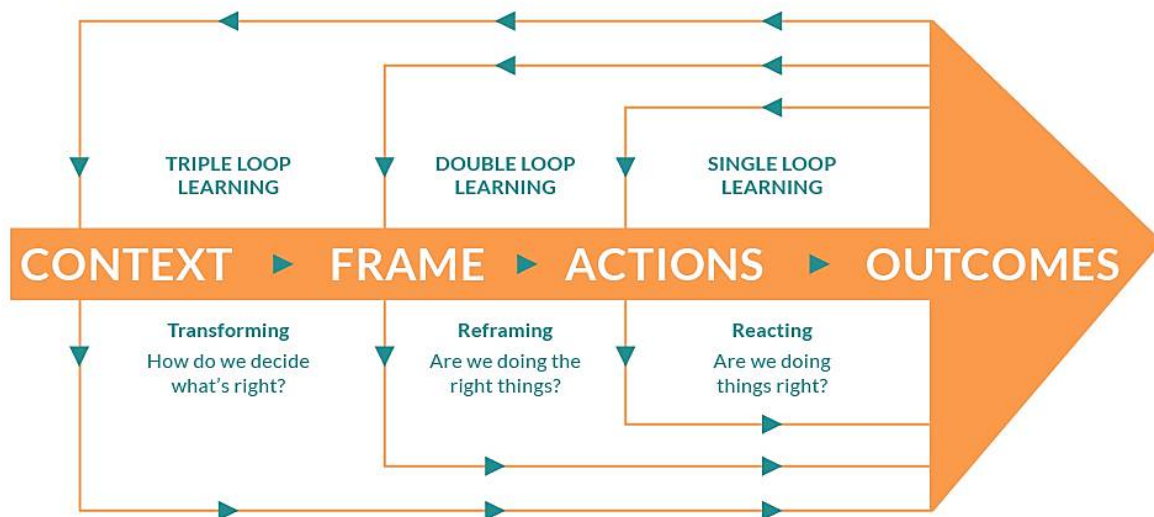 TRIPLE LOOP
LEARNING
DOUBLE LOOP
LEARNING
SINGLE LOOP
LEARNING
CONTEXT FRAME ACTIONS OUTCOMES
Transforming
How do we decide
what's right?
Reframing
Are we doing the
right things?
Reacting
Are we doing
things right?